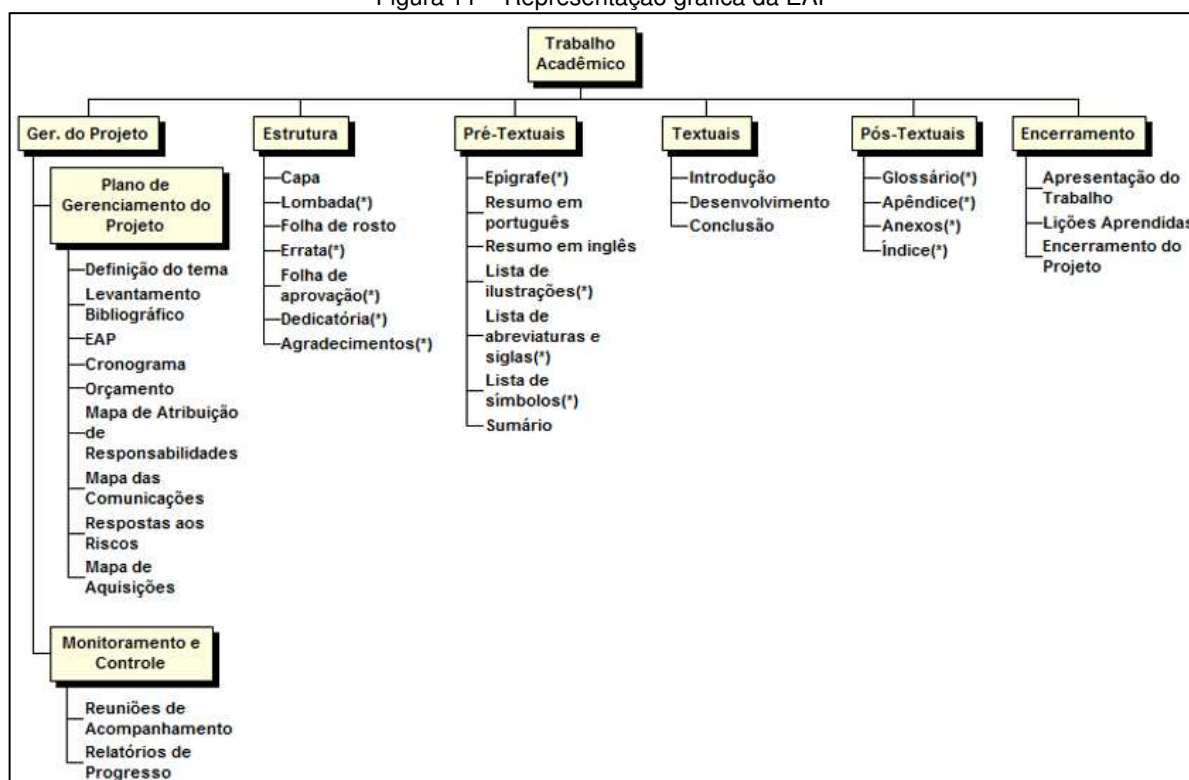 Figura 11 – Representação gráfica da EAP
Trabalho
Acadêmico
Ger. do Projeto
Plano de
Gerenciamento do
Projeto
Definição do tema
Levantamento
Bibliográfico
EAP
Cronograma
Orçamento
Mapa de Atribuição
de
Responsabilidades
Mapa das
Comunicações
Respostas aos
Riscos
Mapa de
Aquisições
Monitoramento e
Controle
Reuniões de
Acompanhamento
Relatórios de
Progresso
Estrutura
Capa
Lombada(*)
Folha de rosto
Errata(*)
Folha de
aprovação(*)
Dedicatória(*)
Agradecimentos(*)
Pré-Textuais
Epígrafe(*)
Resumo em
português
Resumo em inglês
Lista de
ilustrações(*)
Lista de
abreviaturas e
siglas(*)
Lista de
símbolos(*)
Sumário
Textuais
Introdução
Desenvolvimento
Conclusão
Pós-Textuais
Glossário(*)
Apêndice(*)
Anexos(*)
Índice(*)
Encerramento
Apresentação do
Trabalho
Lições Aprendidas
Encerramento do
Projeto